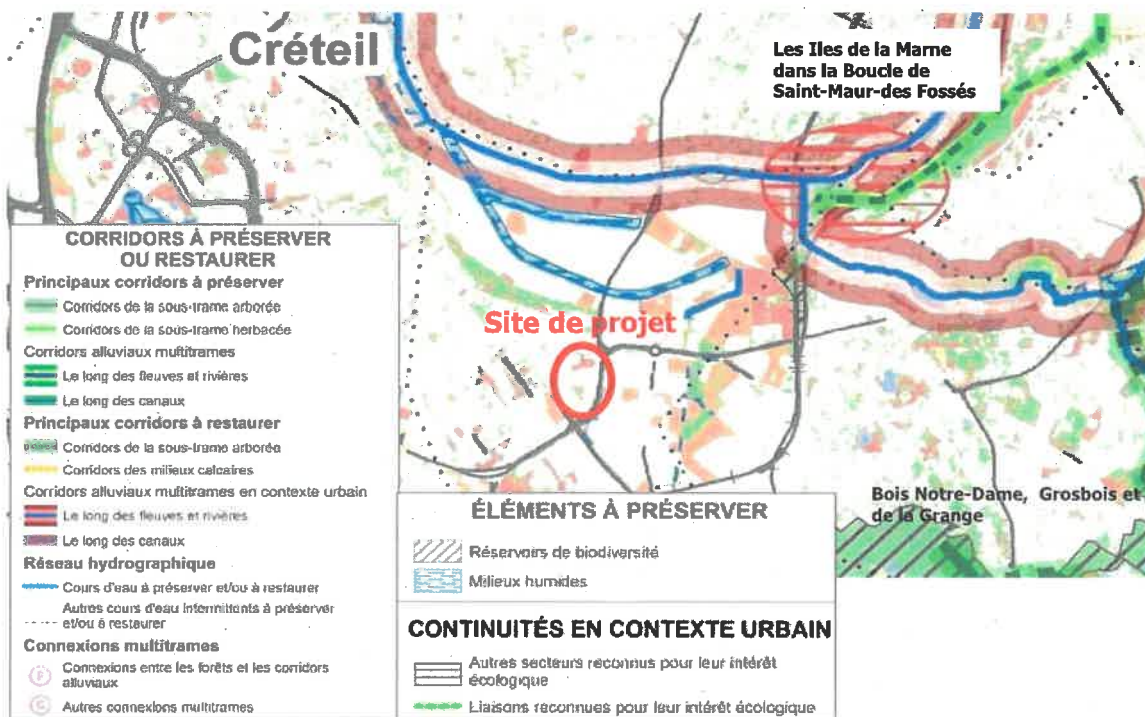 Créteil
Les Iles de la Marne
dans la Boucle de
Saint-Maur-des Fossés
Site de projet
Bois Notre-Dame, Grosbois et
de la Grange
CORRIDORS À PRÉSERVER
OU RESTAURER
Principaux corridors à préserver
Corridors de la sous-trame arborée
Corridors de la sous-trame herbacée
Corridors alluviaux multitrames
Le long des fleuves et rivières
Le long des canaux
Principaux corridors à restaurer
Corridors de la sous-trame arborée
Corridors des milieux calcaires
Corridors alluviaux multitrames en contexte urbain
Le long des fleuves et rivières
Le long des canaux
Réseau hydrographique
Cours d'eau à préserver et/ou à restaurer
Autres cours d'eau intermittents à préserver
et/ou à restaurer
Connexions multitrames
F
Connexions entre les forêts et les corridors
alluviaux
C
Autres connexions multitrames
ÉLÉMENTS À PRÉSERVER
Réservoirs de biodiversité
Milieux humides
CONTINUITÉS EN CONTEXTE URBAIN
Autres secteurs reconnus pour leur intérêt
écologique
Liaisons reconnues pour leur intérêt écologique